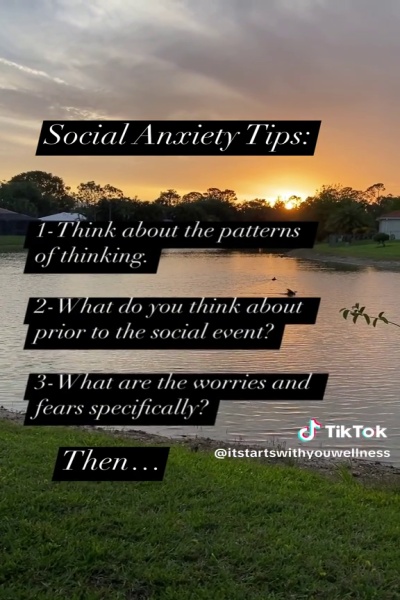 Social Anxiety Tips:
1-Think about the patterns
of thinking.
2-What do you think about
prior to the social event?
3-What are the worries and
fears specifically?
TikTok
@itstartswithyouwellness
Then...